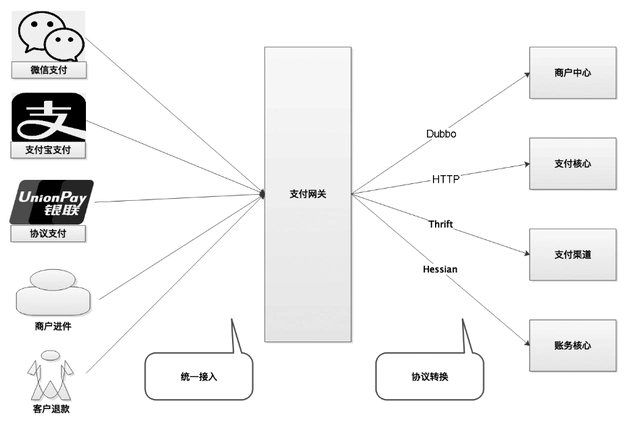 微信支付
支
支付宝支付
UnionPay
银联
协议支付
商户进件
客户退款
支付网关
统一接入
Dubbo
HTTP
Thrift
Hessian
协议转换
商户中心
支付核心
支付渠道
账务核心